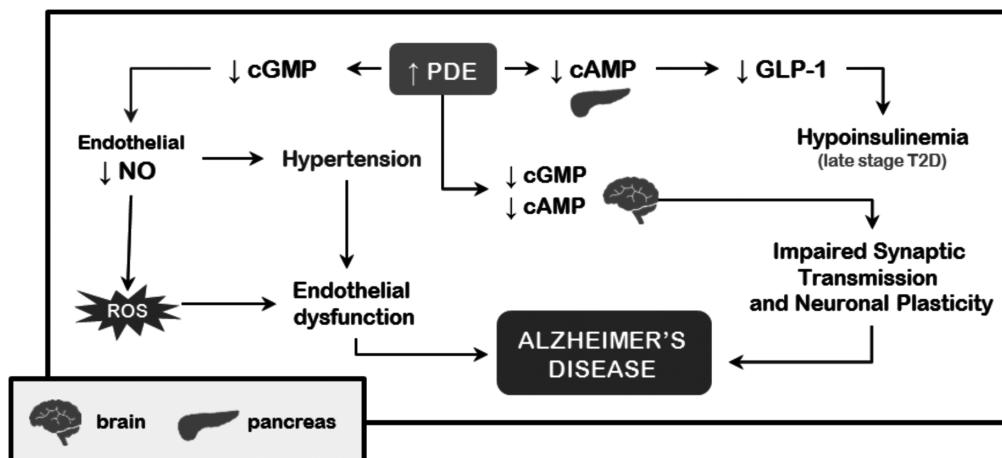 ↓ cGMP
↑ PDE
↓ cAMP
↓ GLP-1
Endothelial
↓ NO
Hypertension
Hypoinsulinemia
(late stage T2D)
↓ cGMP
↓ cAMP
ROS
Endothelial
dysfunction
Impaired Synaptic
Transmission
and Neuronal Plasticity
ALZHEIMER'S
DISEASE
brain
pancreas